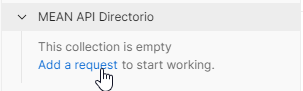 MEAN API Directorio
This collection is empty
Add a request to start working.